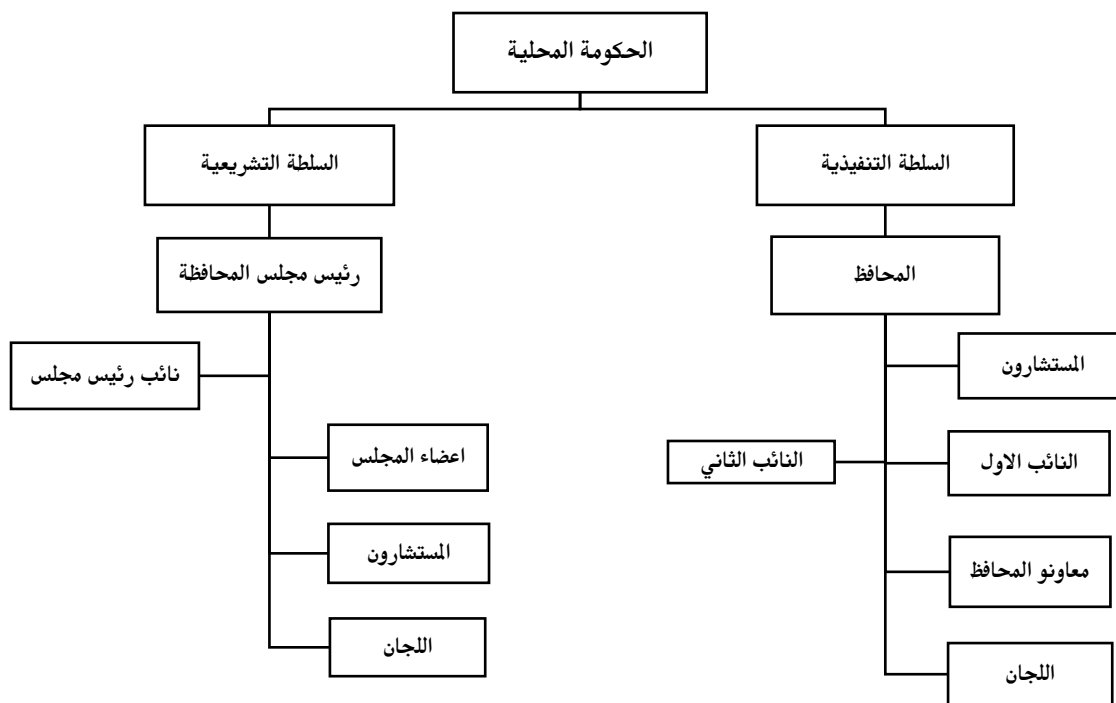 الحكومة المحلية
السلطة التنفيذية
السلطة التشريعية
المحافظ
رئيس مجلس المحافظة
المستشارون
نائب رئيس مجلس
النائب الاول
النائب الثاني
اعضاء المجلس
معاونو المحافظ
المستشارون
اللجان
اللجان